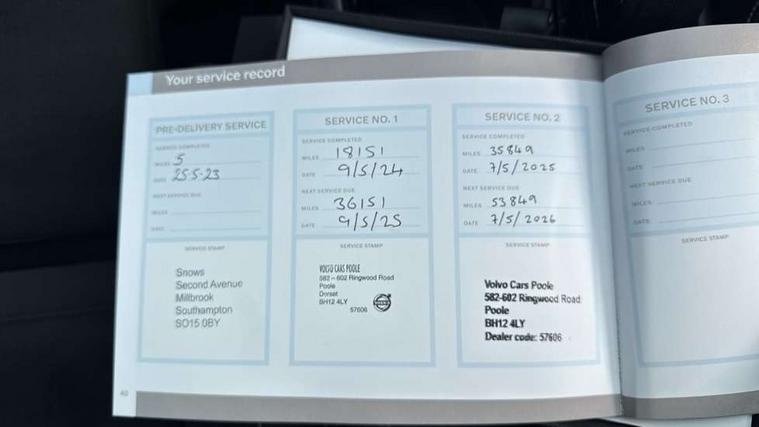 Your service record
PRE-DELIVERY SERVICE
SERVICE COMPLETED
MILES 5
DATE 25-5-23
NEXT SERVICE DUE
MILES
DATE
SERVICE STAMP
Snows
Second Avenue
Millbrook
Southampton
SO15 0BY
40
SERVICE NO. 1
SERVICE COMPLETED
MILES 18151
DATE 9/5/24
NEXT SERVICE DUE
MILES 36151
DATE 9/5/25
SERVICE STAMP
VOLVO CARS POOLE
582 – 602 Ringwood Road
Poole
Dorset
BH12 4LY
57606
SERVICE NO. 2
SERVICE COMPLETED
MILES 35849
DATE 7/5/2025
NEXT SERVICE DUE
MILES 53849
DATE 7/5/2026
SERVICE STAMP
Volvo Cars Poole
582-602 Ringwood Road
Poole
BH12 4LY
Dealer code: 57606
SERVICE NO. 3
SERVICE COMPLETED
MILES
DATE
NEXT SERVICE DUE
MILES
DATE
SERVICE STAMP